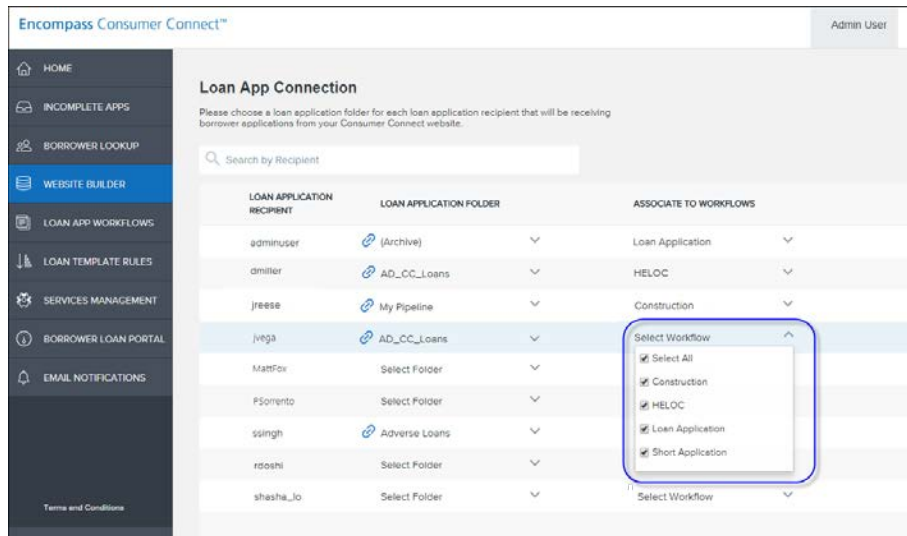 Encompass Consumer Connect™
Admin User
HOME
INCOMPLETE APPS
BORROWER LOOKUP
WEBSITE BUILDER
LOAN APP WORKFLOWS
LOAN TEMPLATE RULES
SERVICES MANAGEMENT
BORROWER LOAN PORTAL
EMAIL NOTIFICATIONS
Terms and Conditions
Loan App Connection
Please choose a loan application folder for each loan application recipient that will be receiving
borrower applications from your Consumer Connect website.
Search by Recipient
LOAN APPLICATION
RECIPIENT
LOAN APPLICATION FOLDER
ASSOCIATE TO WORKFLOWS
adminuser (Archive) Loan Application
dmiller AD_CC_Loans HELOC
jreese My Pipeline Construction
jvega AD_CC_Loans Select Workflow
Select All
Construction
HELOC
Loan Application
Short Application
MattFox Select Folder
PSorrento Select Folder
ssingh Adverse Loans
rdoshi Select Folder
shasha_lo Select Folder Select Workflow